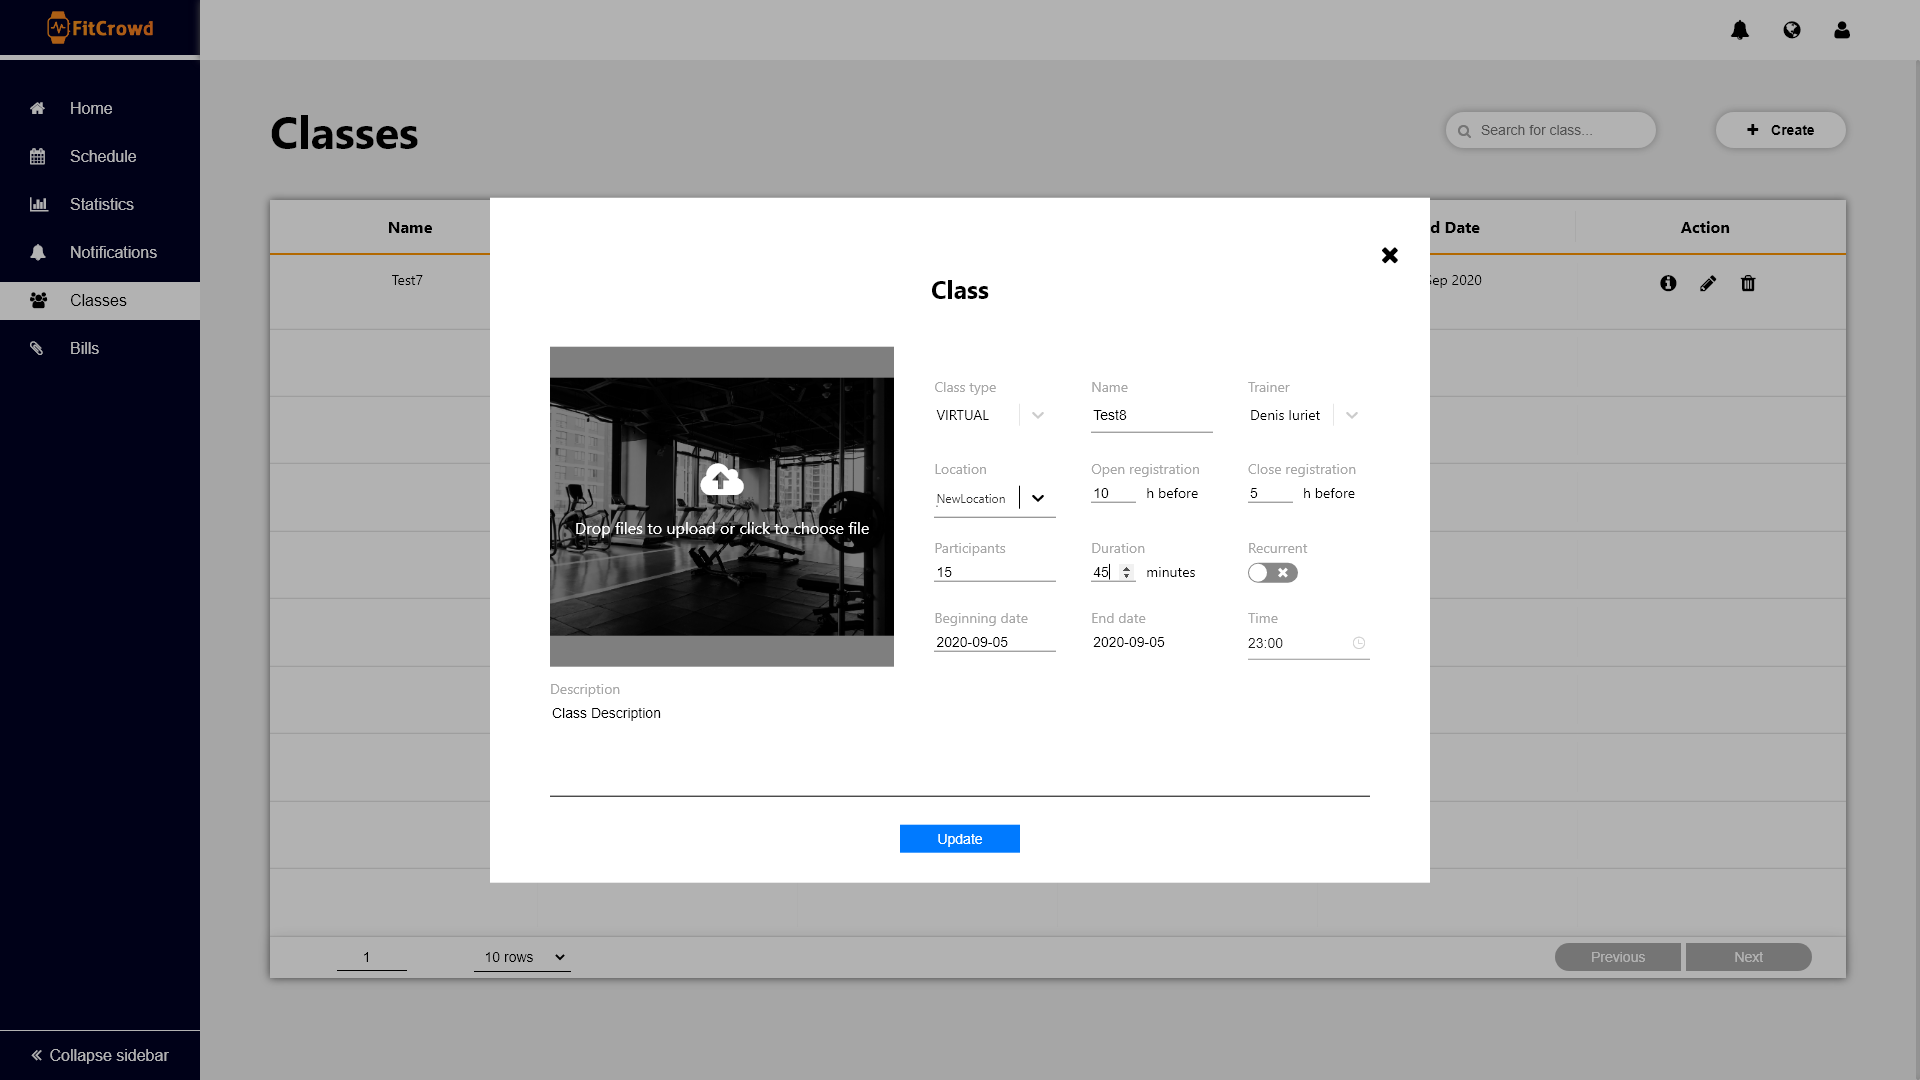 FitCrowd
Home
Schedule
Statistics
Notifications
Classes
Bills
Collapse sidebar
Classes
Search for class...
Create
Name
d Date
Action
Test7
Sep 2020
Class
Drop files to upload or click to choose file
Class type
Name
Trainer
VIRTUAL
Test8
Denis Iuriet
Location
Open registration
Close registration
NewLocation
10 h before
5 h before
Participants
Duration
Recurrent
15
45 minutes
Beginning date
End date
Time
2020-09-05
2020-09-05
23:00
Description
Class Description
Update
1
10 rows
Previous
Next